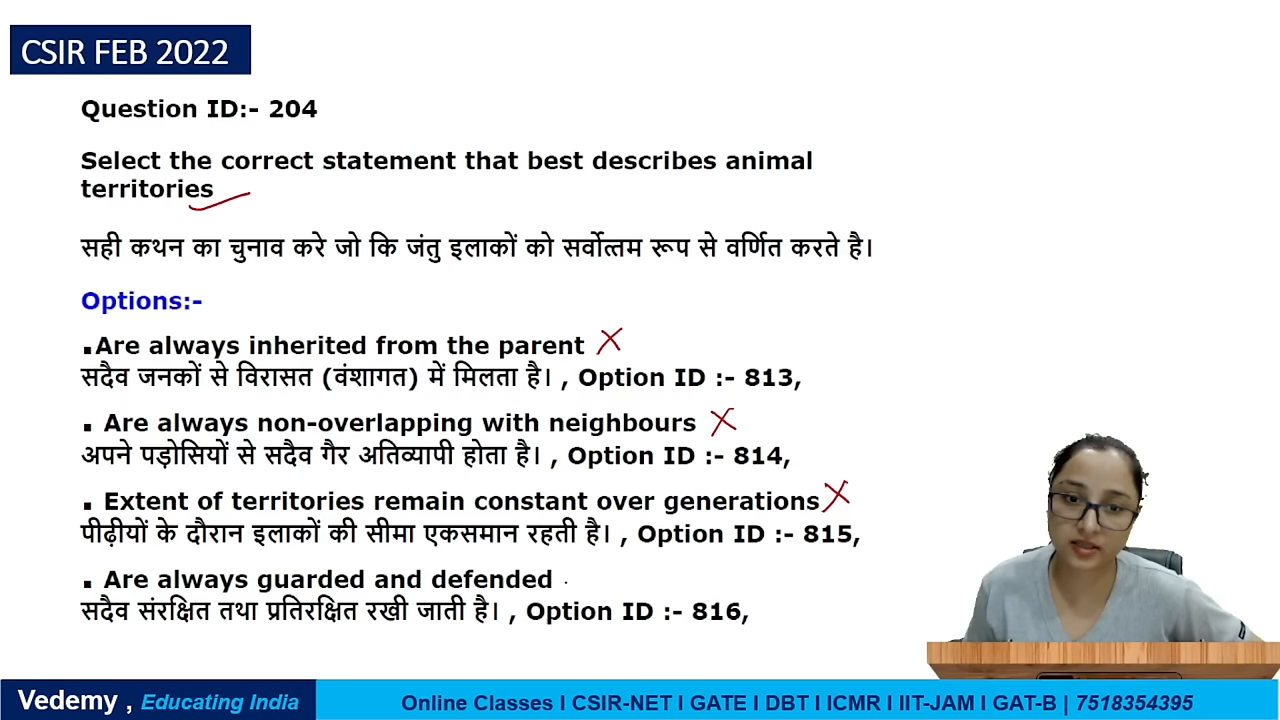 CSIR FEB 2022
Question ID:- 204
Select the correct statement that best describes animal
territories
सही कथन का चुनाव करे जो कि जंतु इलाकों को सर्वोत्तम रूप से वर्णित करते है।
Options:-
▪Are always inherited from the parent
सदैव जनकों से विरासत (वंशागत) में मिलता है। , Option ID :- 813,
▪ Are always non-overlapping with neighbours
अपने पड़ोसियों से सदैव गैर अतिव्यापी होता है। , Option ID :- 814,
▪ Extent of territories remain constant over generations
पीढ़ीयों के दौरान इलाकों की सीमा एकसमान रहती है। , Option ID :- 815,
▪ Are always guarded and defended
सदैव संरक्षित तथा प्रतिरक्षित रखी जाती है। , Option ID :- 816,
Vedemy , Educating India
Online Classes I CSIR-NET I GATE I DBT I ICMR I IIT-JAM I GAT-B | 7518354395